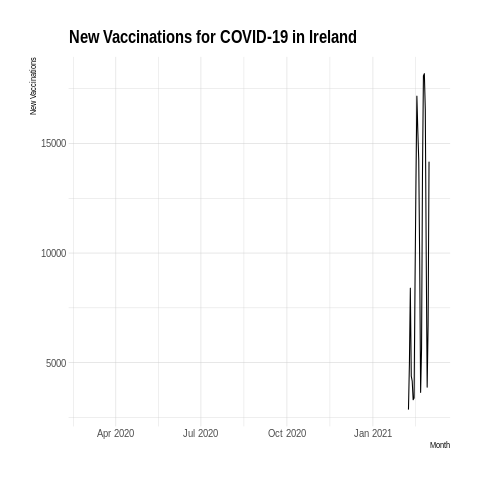 New Vaccinations for COVID-19 in Ireland
New Vaccinations
15000
10000
5000
Apr 2020
Jul 2020
Oct 2020
Jan 2021
Month